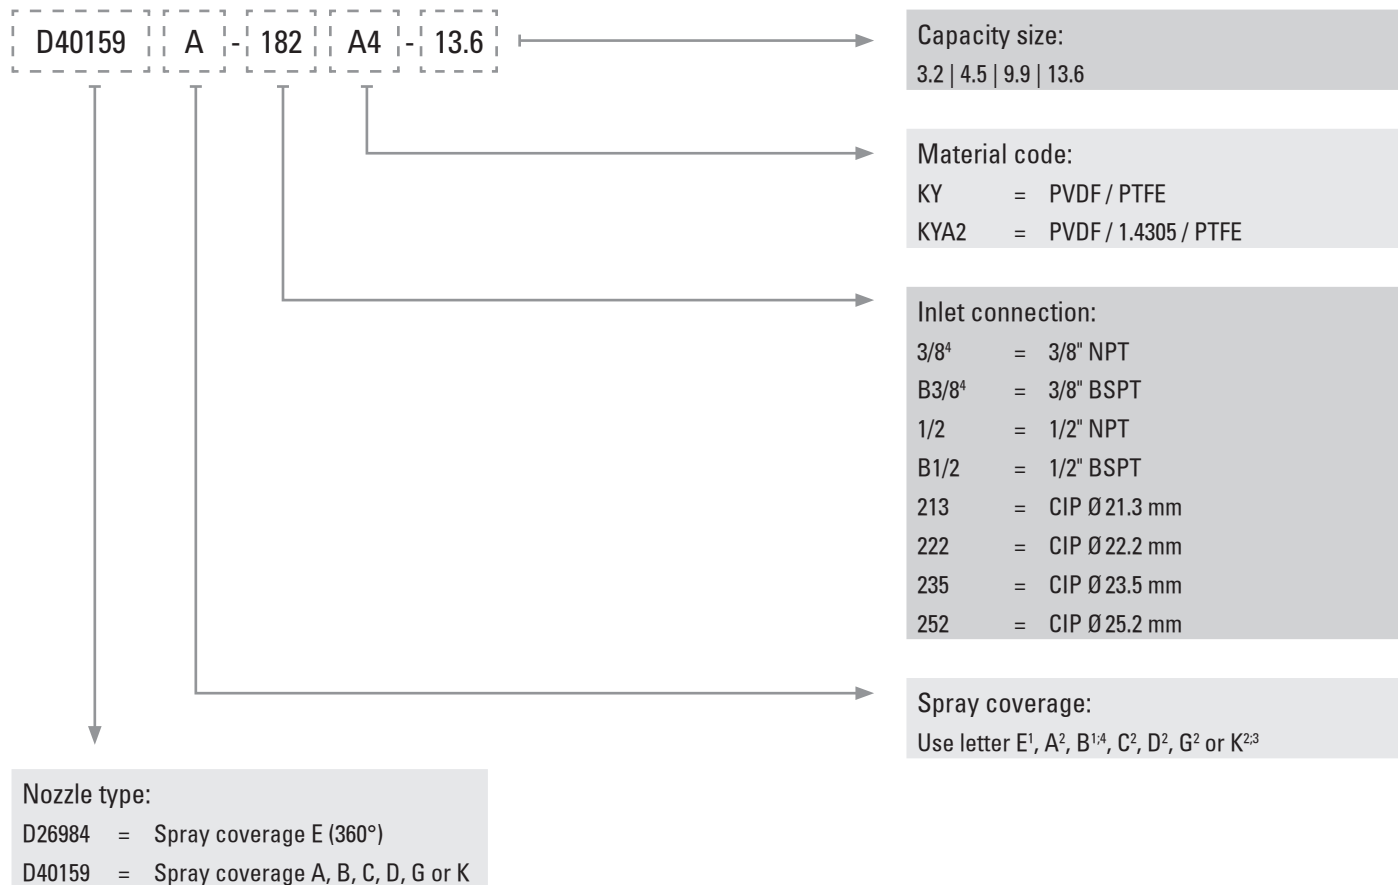 D40159 A - 182 A4 - 13.6
Capacity size:
3.2 | 4.5 | 9.9 | 13.6
Material code:
KY = PVDF / PTFE
KYA2 = PVDF / 1.4305 / PTFE
Inlet connection:
3/8⁴ = 3/8" NPT
B3/8⁴ = 3/8" BSPT
1/2 = 1/2" NPT
B1/2 = 1/2" BSPT
213 = CIP Ø 21.3 mm
222 = CIP Ø 22.2 mm
235 = CIP Ø 23.5 mm
252 = CIP Ø 25.2 mm
Spray coverage:
Use letter E¹, A², B¹;⁴, C², D², G² or K²;³
Nozzle type:
D26984 = Spray coverage E (360°)
D40159 = Spray coverage A, B, C, D, G or K